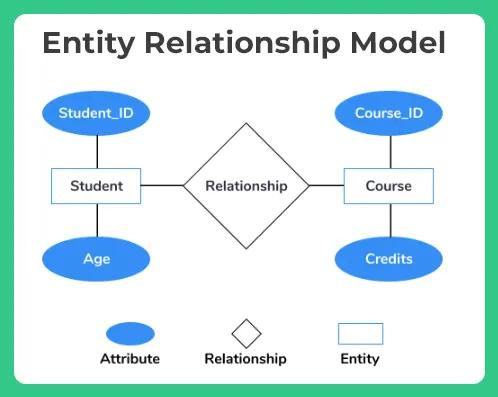 Entity Relationship Model
Student_ID
Course_ID
Student
Relationship
Course
Age
Credits
Attribute
Relationship
Entity